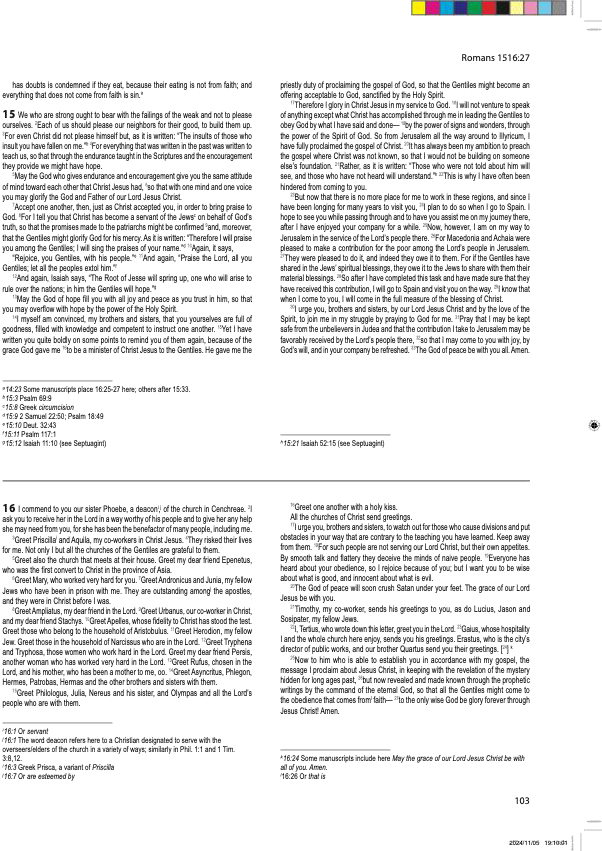 Romans 1516:27
has doubts is condemned if they eat, because their eating is not from faith; and
everything that does not come from faith is sin.ᵃ
15 We who are strong ought to bear with the failings of the weak and not to please
ourselves. ²Each of us should please our neighbors for their good, to build them up.
³For even Christ did not please himself but, as it is written: "The insults of those who
insult you have fallen on me."ᵇ ⁴For everything that was written in the past was written to
teach us, so that through the endurance taught in the Scriptures and the encouragement
they provide we might have hope.
⁵May the God who gives endurance and encouragement give you the same attitude
of mind toward each other that Christ Jesus had, ⁶so that with one mind and one voice
you may glorify the God and Father of our Lord Jesus Christ.
⁷Accept one another, then, just as Christ accepted you, in order to bring praise to
God. ⁸For I tell you that Christ has become a servant of the Jewsᶜ on behalf of God's
truth, so that the promises made to the patriarchs might be confirmed ⁹and, moreover,
that the Gentiles might glorify God for his mercy. As it is written: "Therefore I will praise
you among the Gentiles; I will sing the praises of your name."ᵈ ¹⁰Again, it says,
"Rejoice, you Gentiles, with his people."ᵉ ¹¹And again, "Praise the Lord, all you
Gentiles; let all the peoples extol him."ᶠ
¹²And again, Isaiah says, "The Root of Jesse will spring up, one who will arise to
rule over the nations; in him the Gentiles will hope."ᵍ
¹³May the God of hope fill you with all joy and peace as you trust in him, so that
you may overflow with hope by the power of the Holy Spirit.
¹⁴I myself am convinced, my brothers and sisters, that you yourselves are full of
goodness, filled with knowledge and competent to instruct one another. ¹⁵Yet I have
written you quite boldly on some points to remind you of them again, because of the
grace God gave me ¹⁶to be a minister of Christ Jesus to the Gentiles. He gave me the
ᵃ14:23 Some manuscripts place 16:25-27 here; others after 15:33.
ᵇ15:3 Psalm 69:9
ᶜ15:8 Greek circumcision
ᵈ15:9 2 Samuel 22:50; Psalm 18:49
ᵉ15:10 Deut. 32:43
ᶠ15:11 Psalm 117:1
ᵍ15:12 Isaiah 11:10 (see Septuagint)
priestly duty of proclaiming the gospel of God, so that the Gentiles might become an
offering acceptable to God, sanctified by the Holy Spirit.
¹⁷Therefore I glory in Christ Jesus in my service to God. ¹⁸I will not venture to speak
of anything except what Christ has accomplished through me in leading the Gentiles to
obey God by what I have said and done— ¹⁹by the power of signs and wonders, through
the power of the Spirit of God. So from Jerusalem all the way around to Illyricum, I
have fully proclaimed the gospel of Christ. ²⁰It has always been my ambition to preach
the gospel where Christ was not known, so that I would not be building on someone
else's foundation. ²¹Rather, as it is written: "Those who were not told about him will
see, and those who have not heard will understand."ʰ ²²This is why I have often been
hindered from coming to you.
²³But now that there is no more place for me to work in these regions, and since I
have been longing for many years to visit you, ²⁴I plan to do so when I go to Spain. I
hope to see you while passing through and to have you assist me on my journey there,
after I have enjoyed your company for a while. ²⁵Now, however, I am on my way to
Jerusalem in the service of the Lord's people there. ²⁶For Macedonia and Achaia were
pleased to make a contribution for the poor among the Lord's people in Jerusalem.
²⁷They were pleased to do it, and indeed they owe it to them. For if the Gentiles have
shared in the Jews' spiritual blessings, they owe it to the Jews to share with them their
material blessings. ²⁸So after I have completed this task and have made sure that they
have received this contribution, I will go to Spain and visit you on the way. ²⁹I know that
when I come to you, I will come in the full measure of the blessing of Christ.
³⁰I urge you, brothers and sisters, by our Lord Jesus Christ and by the love of the
Spirit, to join me in my struggle by praying to God for me. ³¹Pray that I may be kept
safe from the unbelievers in Judea and that the contribution I take to Jerusalem may be
favorably received by the Lord's people there, ³²so that I may come to you with joy, by
God's will, and in your company be refreshed. ³³The God of peace be with you all. Amen.
ʰ15:21 Isaiah 52:15 (see Septuagint)
16 I commend to you our sister Phoebe, a deaconⁱ,ʲ of the church in Cenchreae. ²I
ask you to receive her in the Lord in a way worthy of his people and to give her any help
she may need from you, for she has been the benefactor of many people, including me.
³Greet Priscillaⁱ and Aquila, my co-workers in Christ Jesus. ⁴They risked their lives
for me. Not only I but all the churches of the Gentiles are grateful to them.
⁵Greet also the church that meets at their house. Greet my dear friend Epenetus,
who was the first convert to Christ in the province of Asia.
⁶Greet Mary, who worked very hard for you. ⁷Greet Andronicus and Junia, my fellow
Jews who have been in prison with me. They are outstanding amongʲ the apostles,
and they were in Christ before I was.
⁸Greet Ampliatus, my dear friend in the Lord. ⁹Greet Urbanus, our co-worker in Christ,
and my dear friend Stachys. ¹⁰Greet Apelles, whose fidelity to Christ has stood the test.
Greet those who belong to the household of Aristobulus. ¹¹Greet Herodion, my fellow
Jew. Greet those in the household of Narcissus who are in the Lord. ¹²Greet Tryphena
and Tryphosa, those women who work hard in the Lord. Greet my dear friend Persis,
another woman who has worked very hard in the Lord. ¹³Greet Rufus, chosen in the
Lord, and his mother, who has been a mother to me, oo. ¹⁴Greet Asyncritus, Phlegon,
Hermes, Patrobas, Hermas and the other brothers and sisters with them.
¹⁵Greet Philologus, Julia, Nereus and his sister, and Olympas and all the Lord's
people who are with them.
ⁱ16:1 Or servant
ʲ16:1 The word deacon refers here to a Christian designated to serve with the
overseers/elders of the church in a variety of ways; similarly in Phil. 1:1 and 1 Tim.
3:8,12.
ⁱ16:3 Greek Prisca, a variant of Priscilla
ʲ16:7 Or are esteemed by
¹⁶Greet one another with a holy kiss.
All the churches of Christ send greetings.
¹⁷I urge you, brothers and sisters, to watch out for those who cause divisions and put
obstacles in your way that are contrary to the teaching you have learned. Keep away
from them. ¹⁸For such people are not serving our Lord Christ, but their own appetites.
By smooth talk and flattery they deceive the minds of naive people. ¹⁹Everyone has
heard about your obedience, so I rejoice because of you; but I want you to be wise
about what is good, and innocent about what is evil.
²⁰The God of peace will soon crush Satan under your feet. The grace of our Lord
Jesus be with you.
²¹Timothy, my co-worker, sends his greetings to you, as do Lucius, Jason and
Sosipater, my fellow Jews.
²²I, Tertius, who wrote down this letter, greet you in the Lord. ²³Gaius, whose hospitality
I and the whole church here enjoy, sends you his greetings. Erastus, who is the city's
director of public works, and our brother Quartus send you their greetings. [²⁴] ᵏ
²⁵Now to him who is able to establish you in accordance with my gospel, the
message I proclaim about Jesus Christ, in keeping with the revelation of the mystery
hidden for long ages past, ²⁶but now revealed and made known through the prophetic
writings by the command of the eternal God, so that all the Gentiles might come to
the obedience that comes fromˡ faith— ²⁷to the only wise God be glory forever through
Jesus Christ! Amen.
ᵏ16:24 Some manuscripts include here May the grace of our Lord Jesus Christ be with
all of you. Amen.
ˡ16:26 Or that is
103
2024/11/05 19:10:01